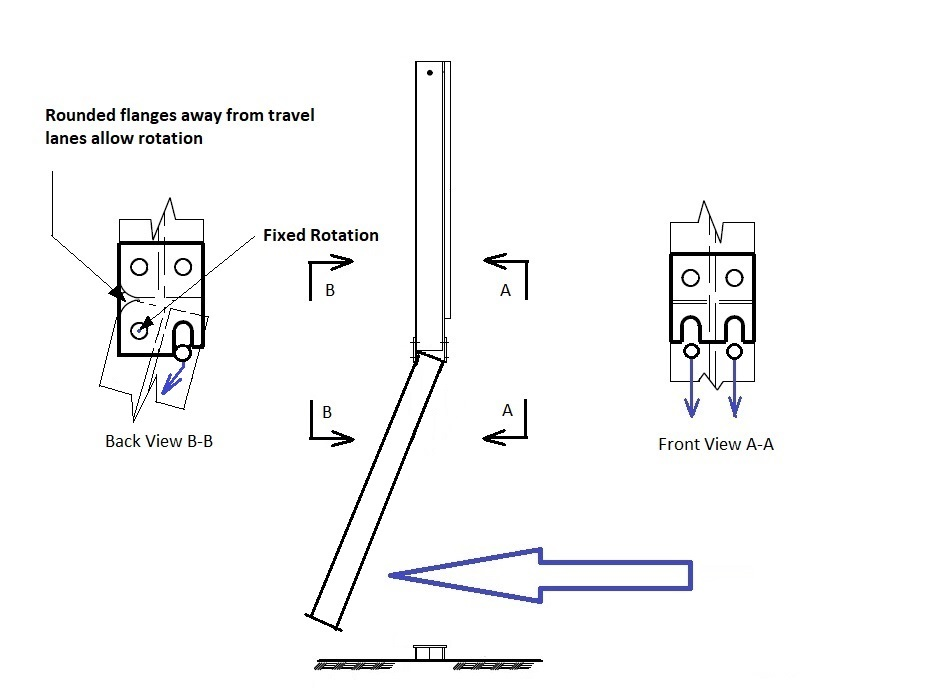 Rounded flanges away from travel
lanes allow rotation
Fixed Rotation
B
A
B
A
Back View B-B
Front View A-A